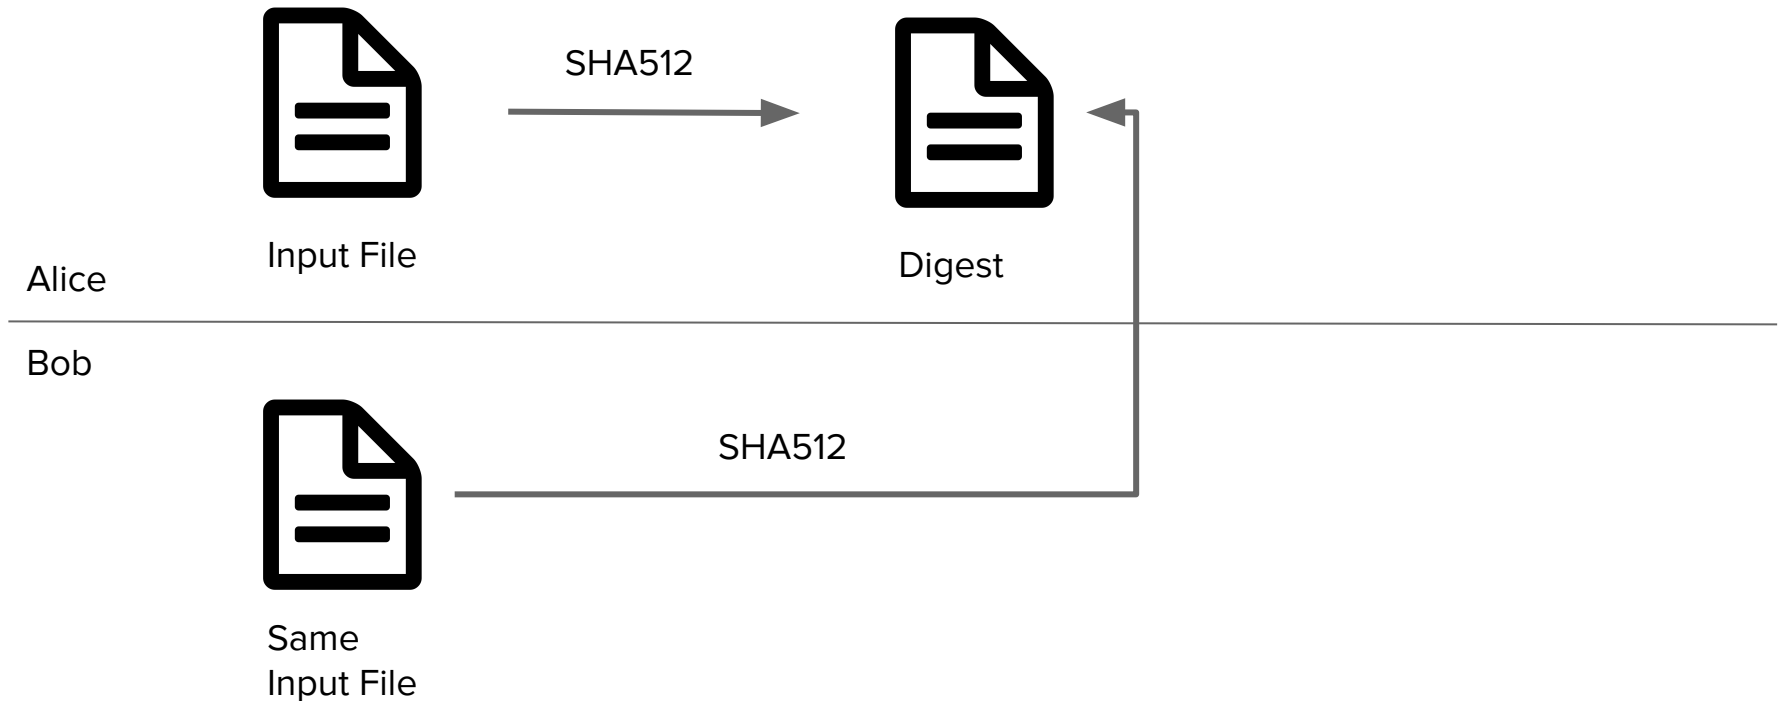 SHA512
Input File
Digest
Alice
Bob
SHA512
Same
Input File